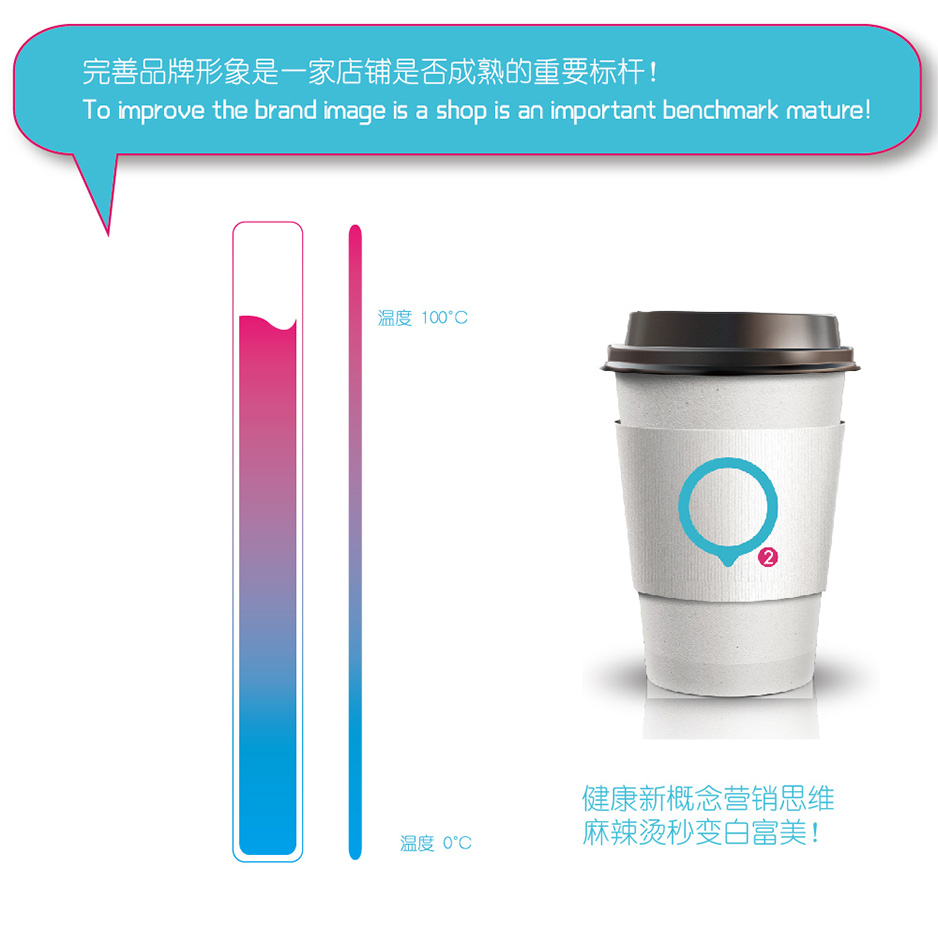 完善品牌形象是一家店铺是否成熟的重要标杆!
To improve the brand image is a shop is an important benchmark mature!
温度 100°C
2
温度 0°C
健康新概念营销思维
麻辣烫秒变白富美!